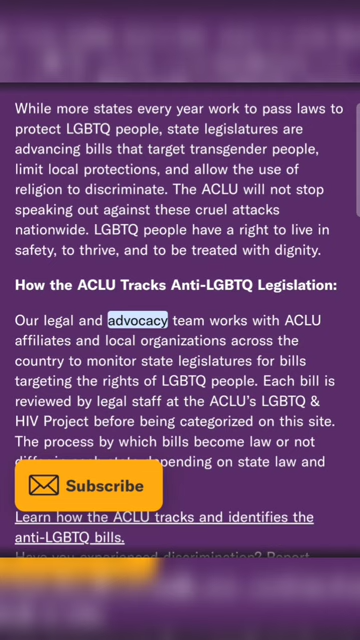 While more states every year work to pass laws to
protect LGBTQ people, state legislatures are
advancing bills that target transgender people,
limit local protections, and allow the use of
religion to discriminate. The ACLU will not stop
speaking out against these cruel attacks
nationwide. LGBTQ people have a right to live in
safety, to thrive, and to be treated with dignity.
How the ACLU Tracks Anti-LGBTQ Legislation:
Our legal and advocacy team works with ACLU
affiliates and local organizations across the
country to monitor state legislatures for bills
targeting the rights of LGBTQ people. Each bill is
reviewed by legal staff at the ACLU's LGBTQ &
HIV Project before being categorized on this site.
The process by which bills become law or not
depending on state law and
Subscribe
Learn how the ACLU tracks and identifies the
anti-LGBTQ bills.
Have you experienced discrimination? Report